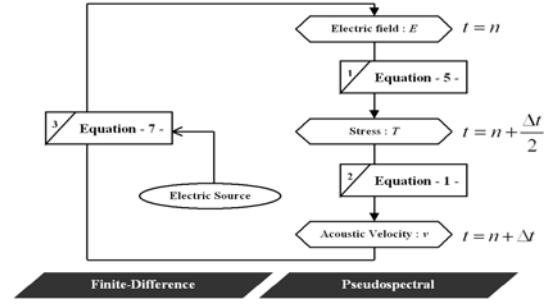 Electric field : E
t = n
1
Equation - 5 -
3
Equation - 7 -
Stress : T
t = n + Δt/2
2
Equation - 1 -
Electric Source
Acoustic Velocity : v
t = n + Δt
Finite-Difference
Pseudospectral